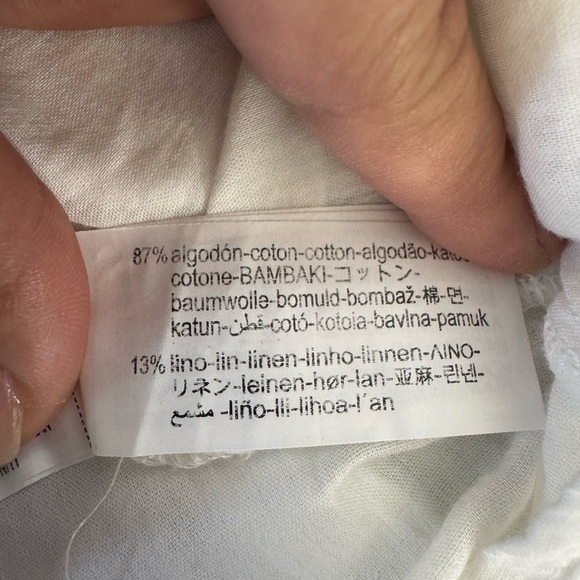 87% algodón-coton-cotton-algodão-
cotone-BAMBAKI-コットン-
baumwolle-bomuld-bombaž-棉-면-
katun-قطن-cotó-kotoia-bavlna-pamuk
13% lino-lin-linen-linho-linnen-ΛINO-
リネン-leinen-hør-lan-亚麻-린넨-
مشمع-liño-lli-lihoa-l'an